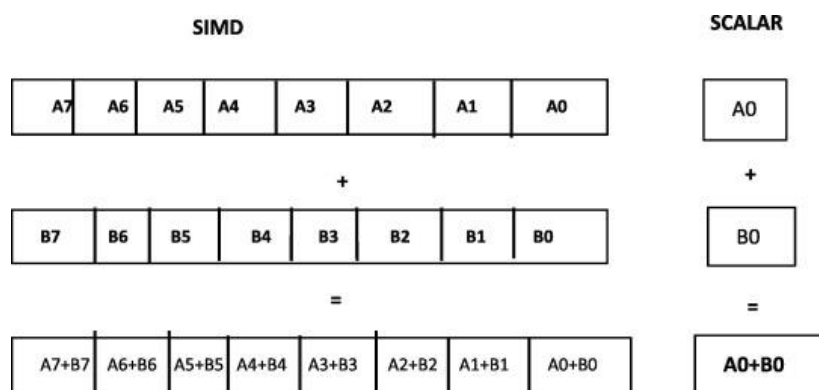 SIMD SCALAR
A7 A6 A5 A4 A3 A2 A1 A0 A0
+ +
B7 B6 B5 B4 B3 B2 B1 B0 B0
= =
A7+B7 A6+B6 A5+B5 A4+B4 A3+B3 A2+B2 A1+B1 A0+B0 A0+B0